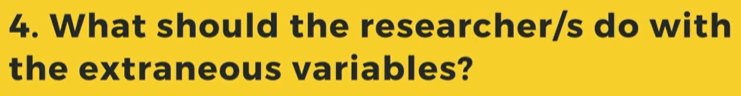 4. What should the researcher/s do with
the extraneous variables?